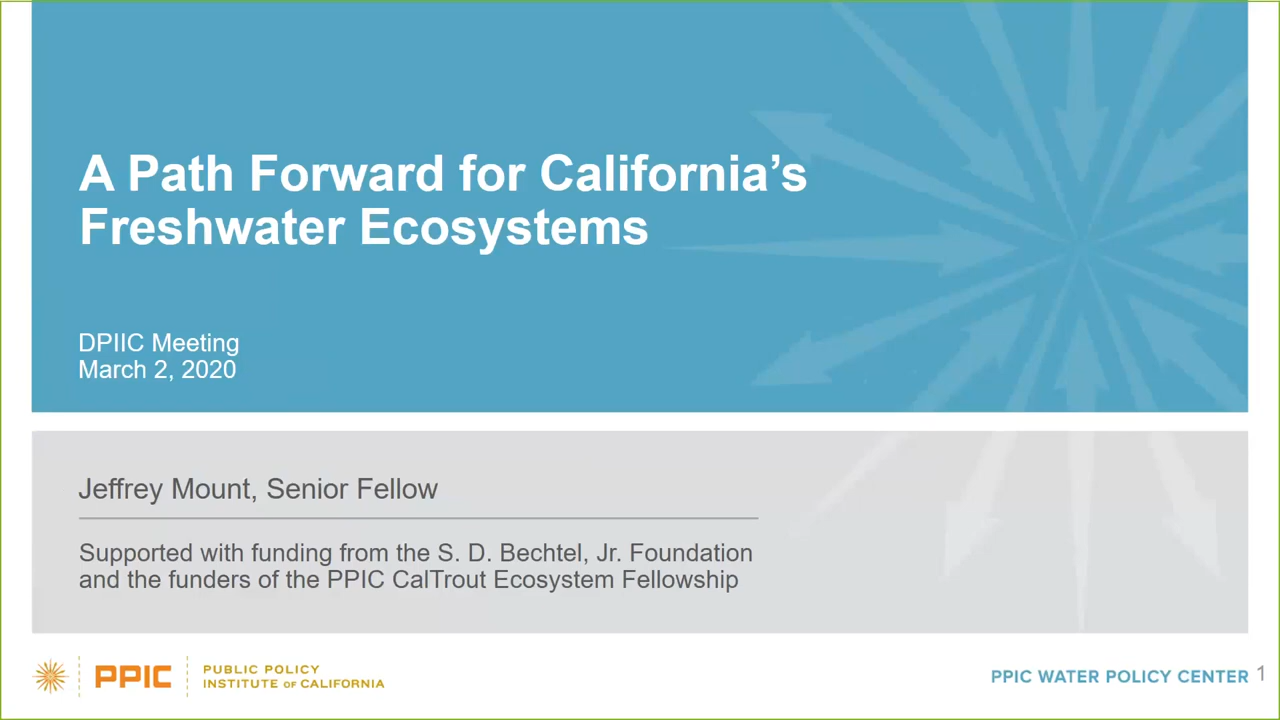 A Path Forward for California’s
Freshwater Ecosystems
DPIIC Meeting
March 2, 2020
Jeffrey Mount, Senior Fellow
Supported with funding from the S. D. Bechtel, Jr. Foundation
and the funders of the PPIC CalTrout Ecosystem Fellowship
PPIC
PUBLIC POLICY
INSTITUTE OF CALIFORNIA
PPIC WATER POLICY CENTER
1